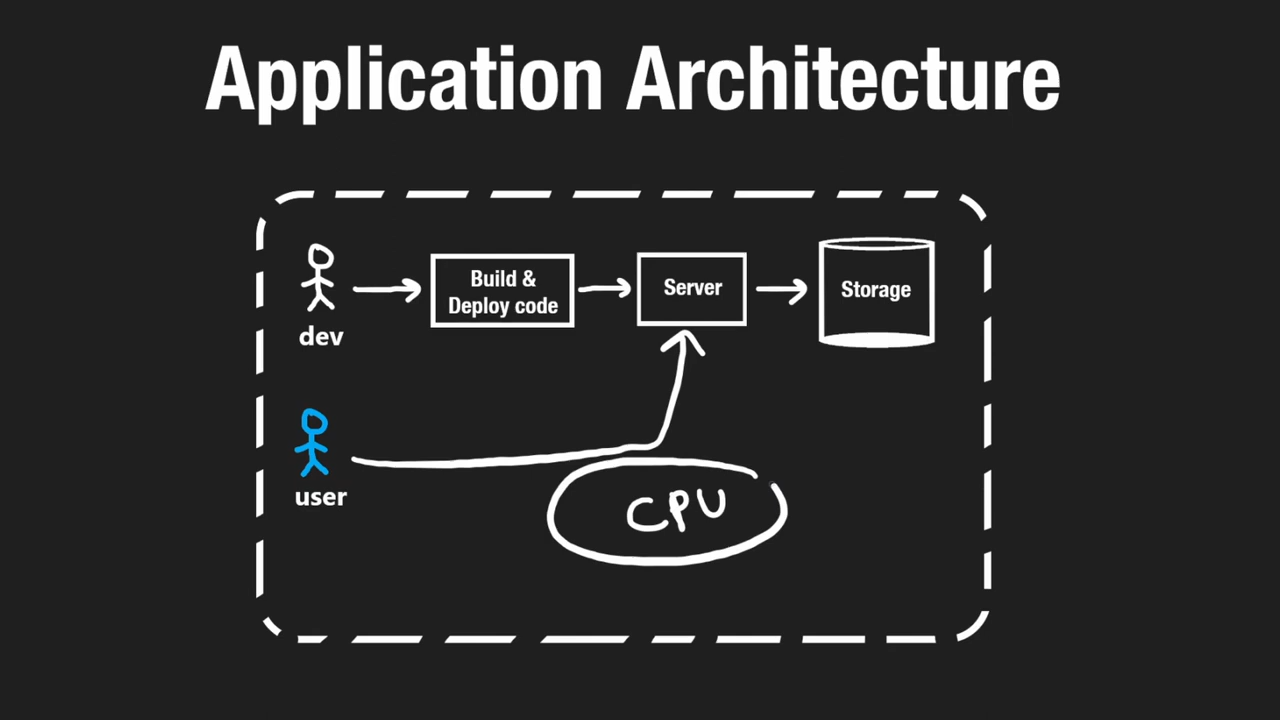 Application Architecture
dev
Build &
Deploy code
Server
Storage
user
CPU